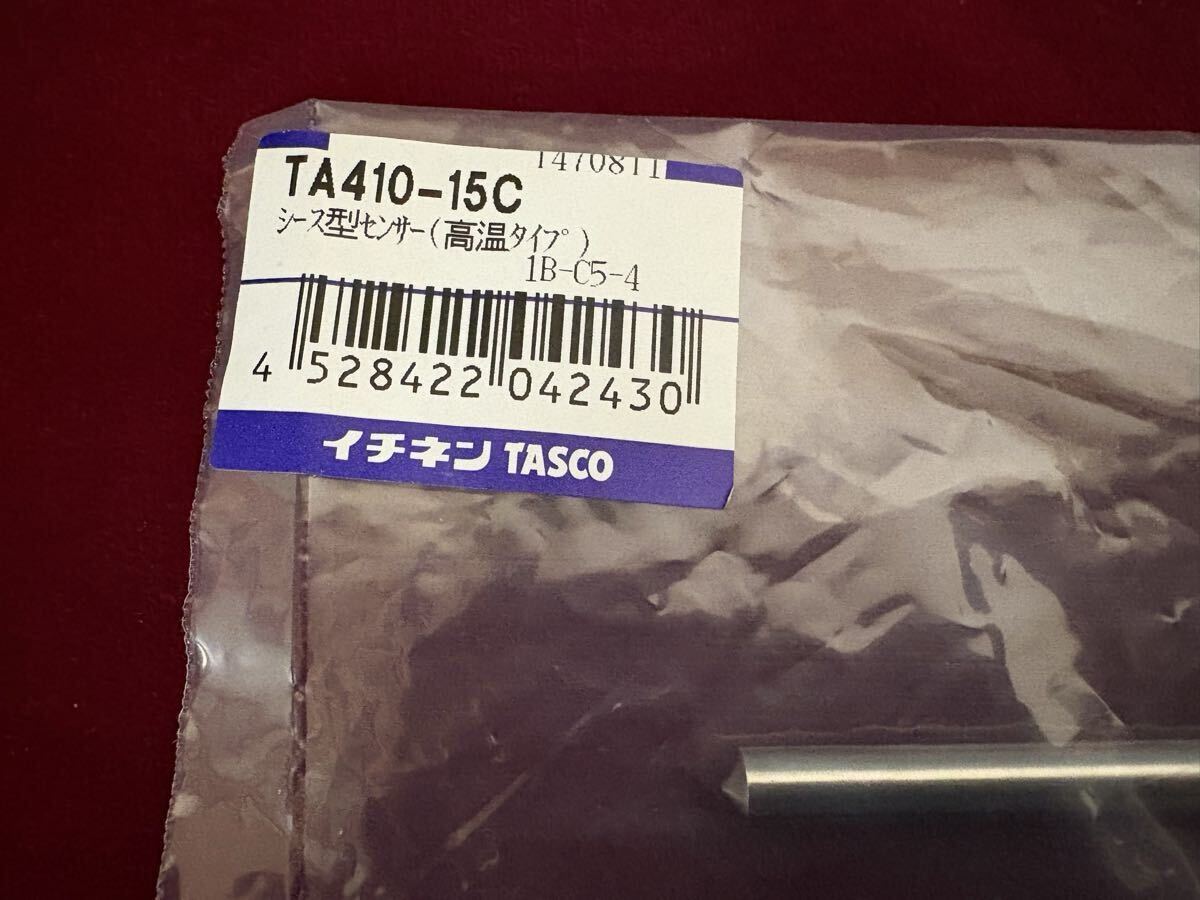 1470811
TA410-15C
シース型センサー(高温タイプ)
1B-C5-4
4 528422 042430
イチネン TASCO